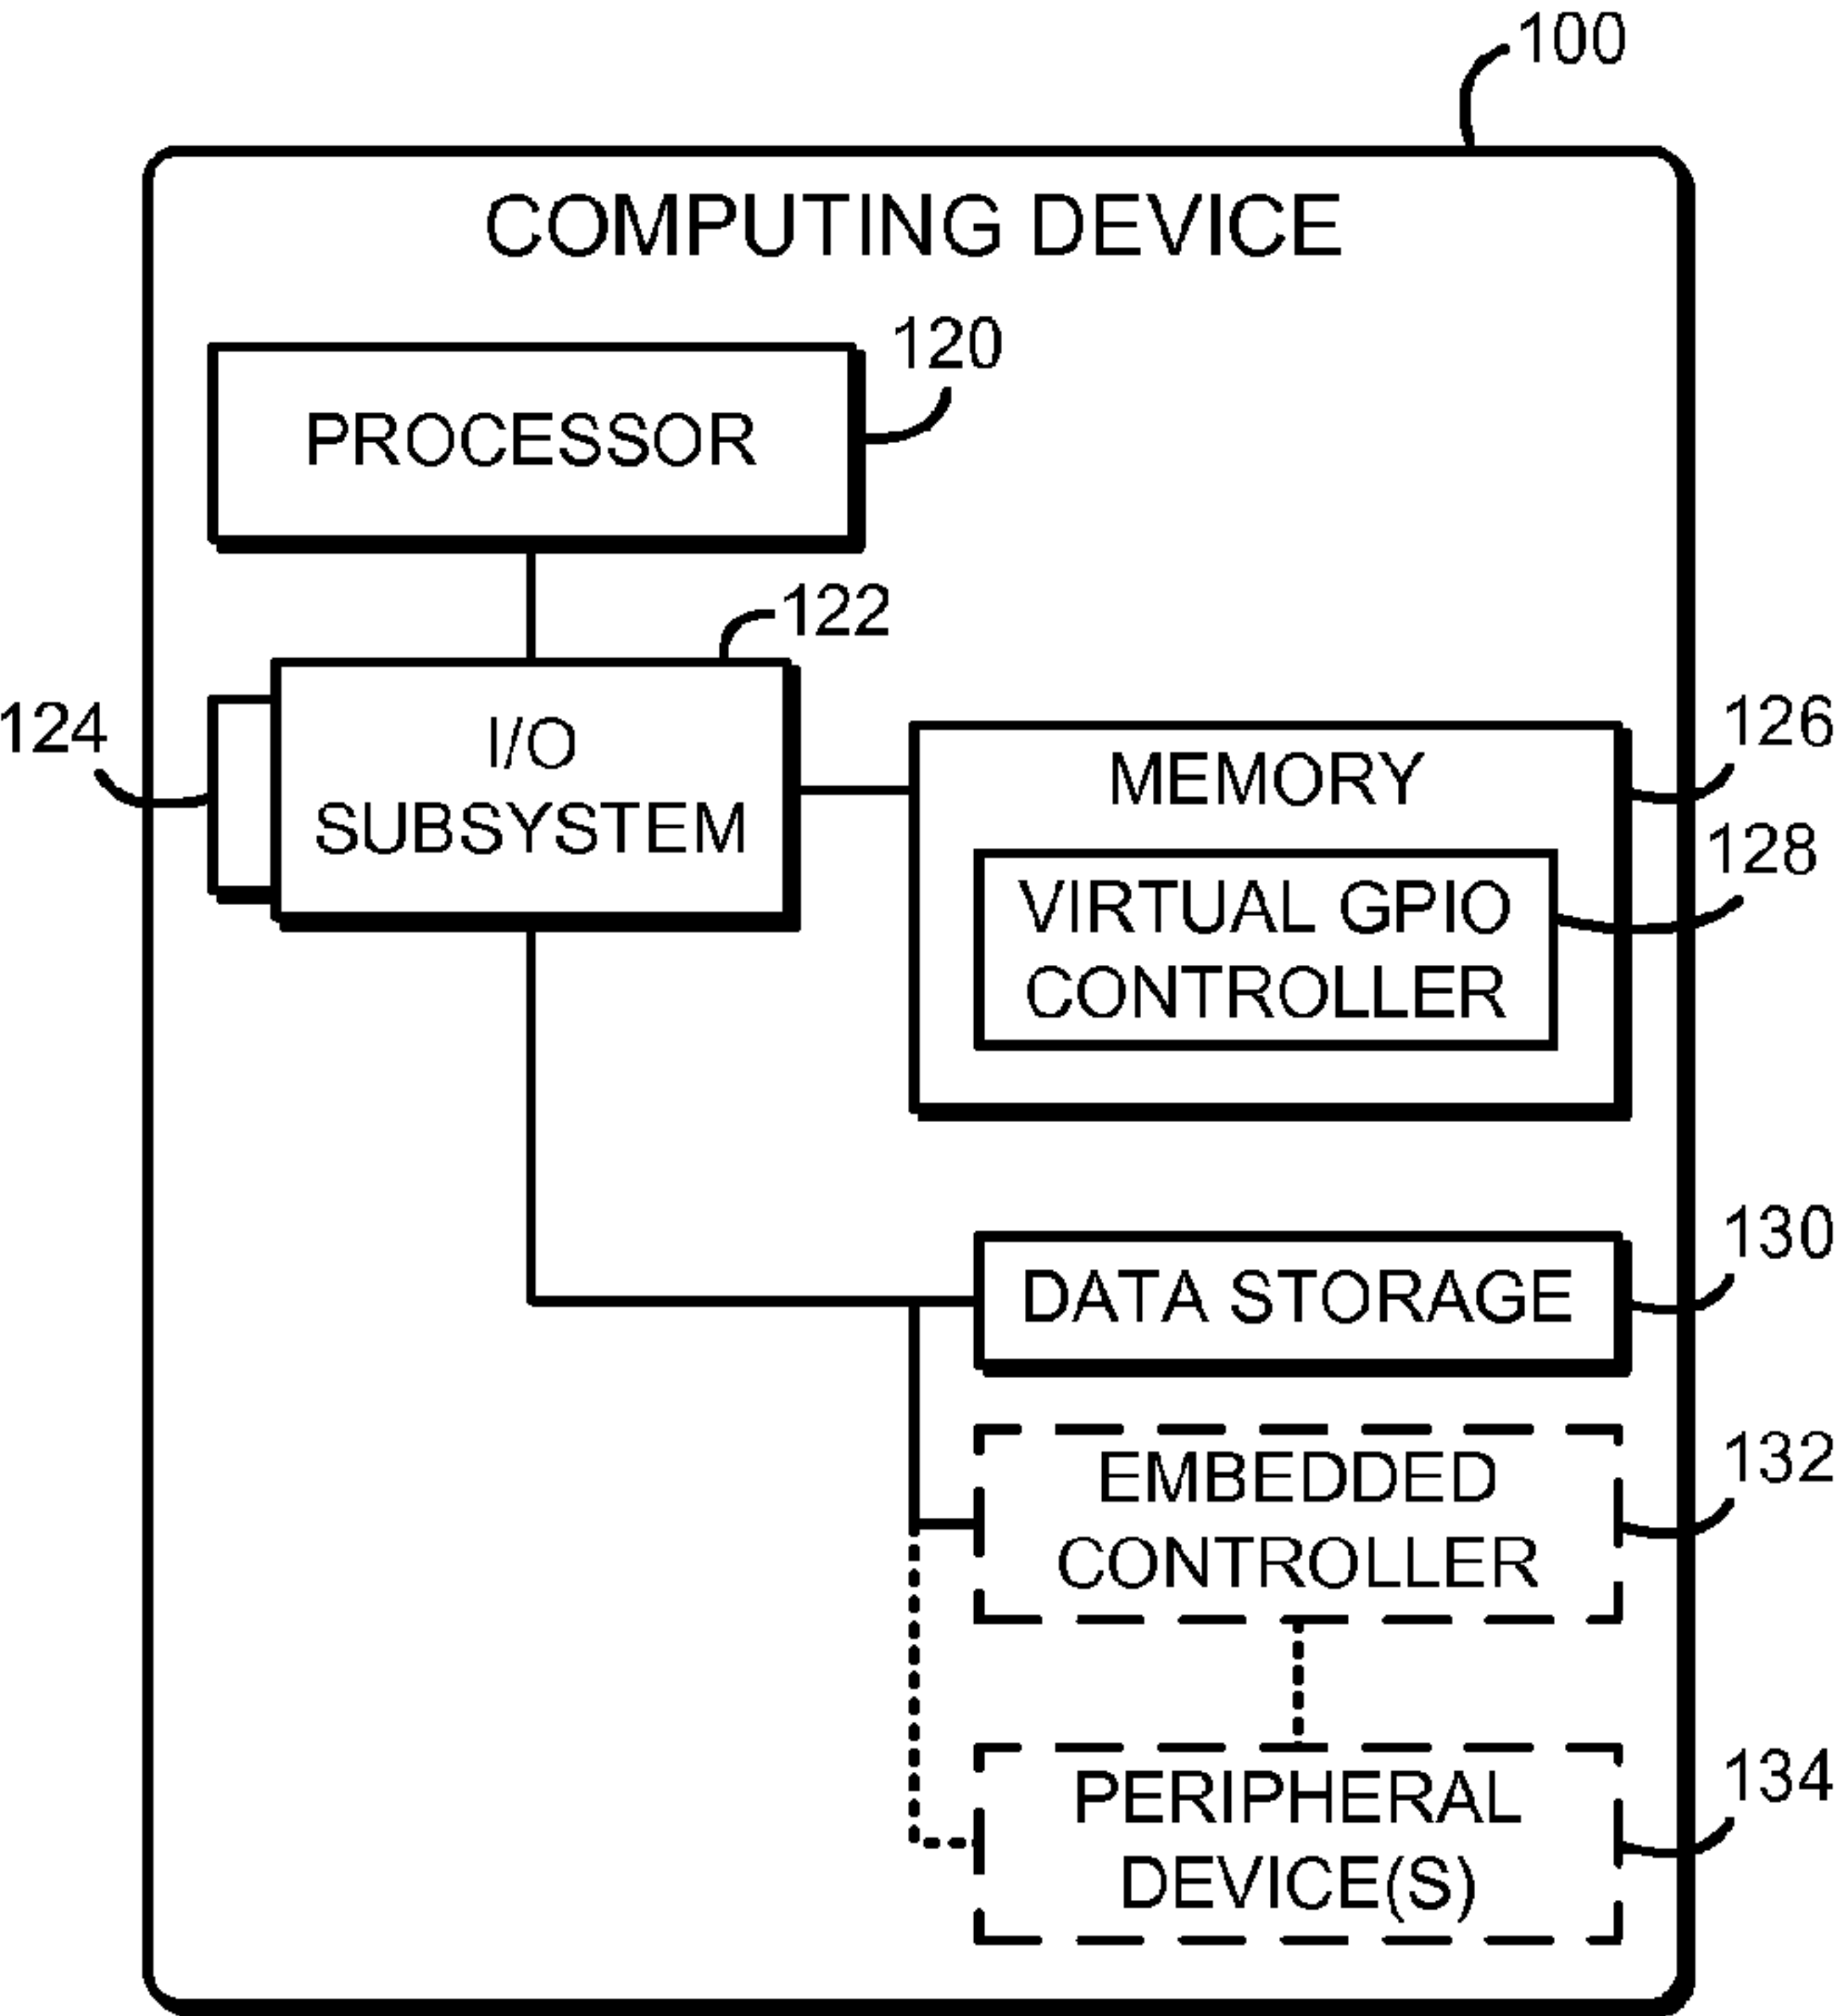 100
COMPUTING DEVICE
120
PROCESSOR
122
124
I/O
SUBSYSTEM
126
MEMORY
128
VIRTUAL GPIO
CONTROLLER
130
DATA STORAGE
132
EMBEDDED
CONTROLLER
134
PERIPHERAL
DEVICE(S)